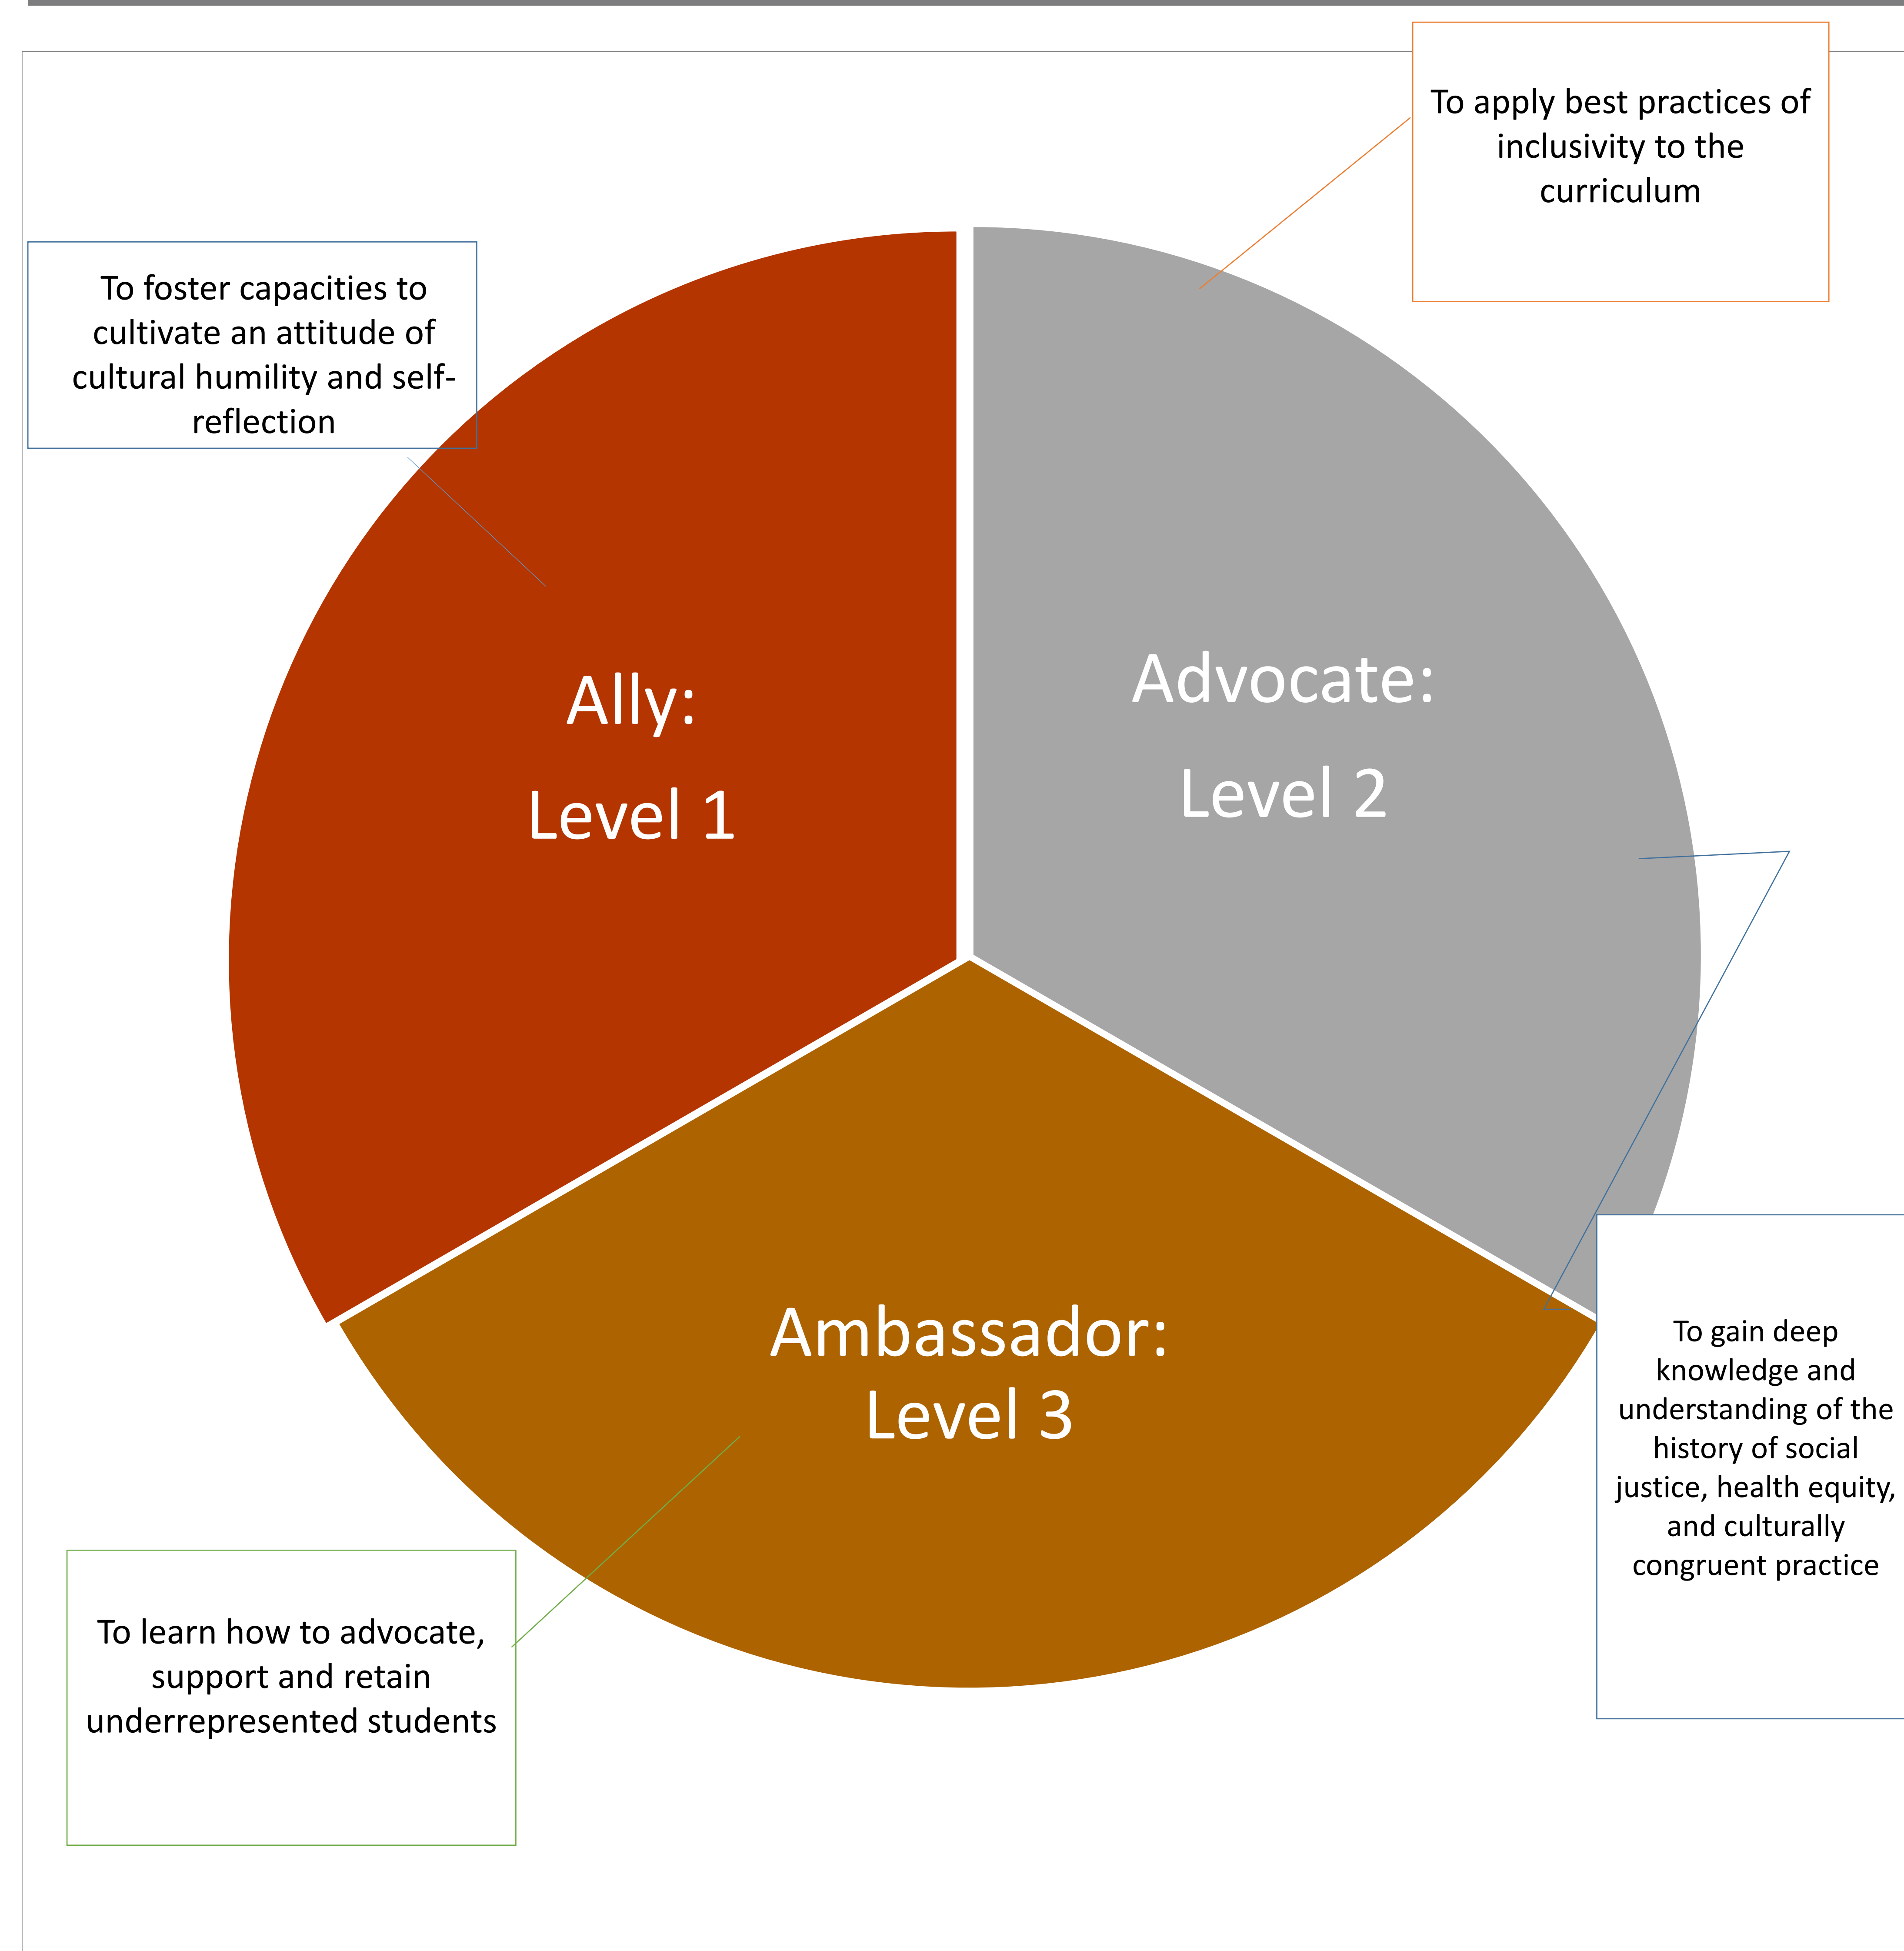 To apply best practices of
inclusivity to the
curriculum
To foster capacities to
cultivate an attitude of
cultural humility and self-
reflection
Ally:
Level 1
Advocate:
Level 2
Ambassador:
Level 3
To gain deep
knowledge and
understanding of the
history of social
justice, health equity,
and culturally
congruent practice
To learn how to advocate,
support and retain
underrepresented students